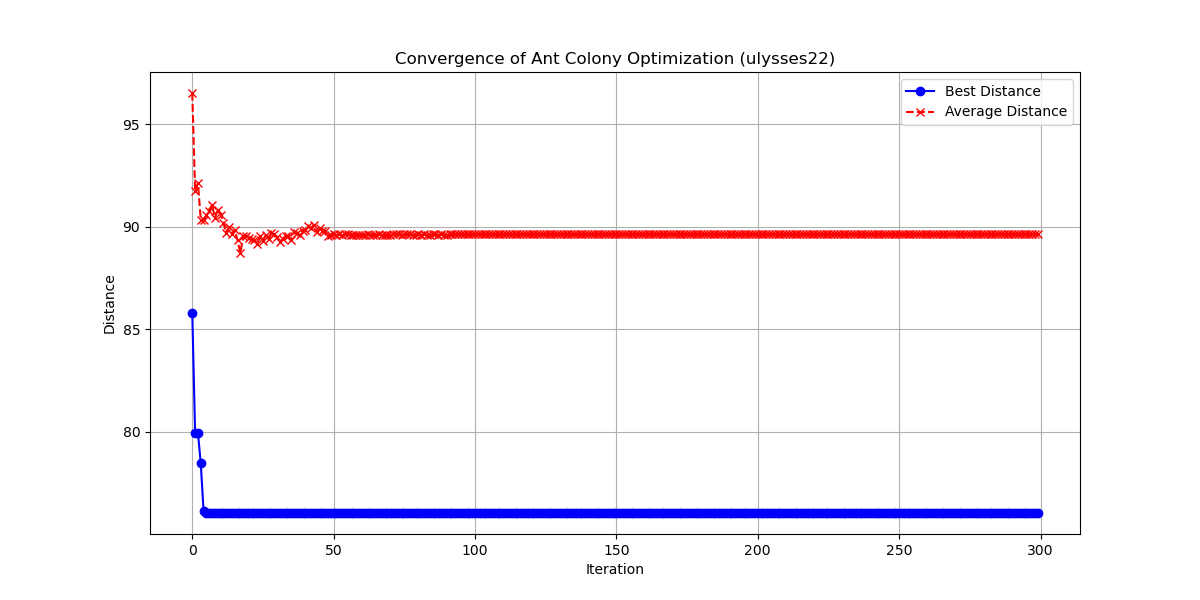 Convergence of Ant Colony Optimization (ulysses22)
Best Distance
Average Distance
Distance
95
90
85
80
0
50
100
150
200
250
300
Iteration